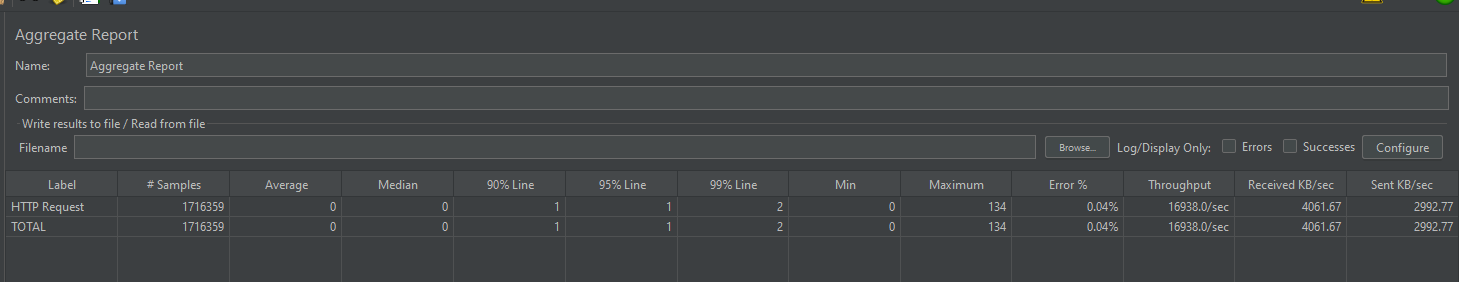 Aggregate Report
Name: Aggregate Report
Comments:
Write results to file / Read from file
Filename Browse... Log/Display Only: Errors Successes Configure
Label # Samples Average Median 90% Line 95% Line 99% Line Min Maximum Error % Throughput Received KB/sec Sent KB/sec
HTTP Request 1716359 0 0 1 1 2 0 134 0.04% 16938.0/sec 4061.67 2992.77
TOTAL 1716359 0 0 1 1 2 0 134 0.04% 16938.0/sec 4061.67 2992.77